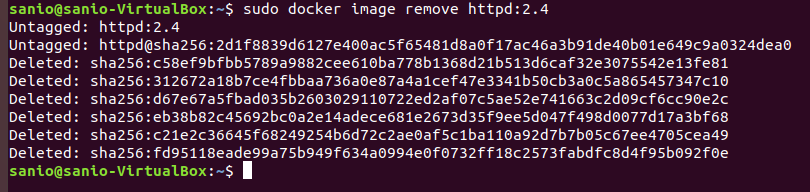 sanio@sanio-VirtualBox:~$ sudo docker image remove httpd:2.4
Untagged: httpd:2.4
Untagged: httpd@sha256:2d1f8839d6127e400ac5f65481d8a0f17ac46a3b91de40b01e649c9a0324dea0
Deleted: sha256:c58ef9bfbb5789a9882cee610ba778b1368d21b513d6caf32e3075542e13fe81
Deleted: sha256:312672a18b7ce4fbbaa736a0e87a4a1cef47e3341b50cb3a0c5a865457347c10
Deleted: sha256:d67e67a5fbad035b2603029110722ed2af07c5ae52e741663c2d09cf6cc90e2c
Deleted: sha256:eb38b82c45692bc0a2e14adece681e2673d35f9ee5d047f498d0077d17a3bf68
Deleted: sha256:c21e2c36645f68249254b6d72c2ae0af5c1ba110a92d7b7b05c67ee4705cea49
Deleted: sha256:fd95118eade99a75b949f634a0994e0f0732ff18c2573fabdfc8d4f95b092f0e
sanio@sanio-VirtualBox:~$